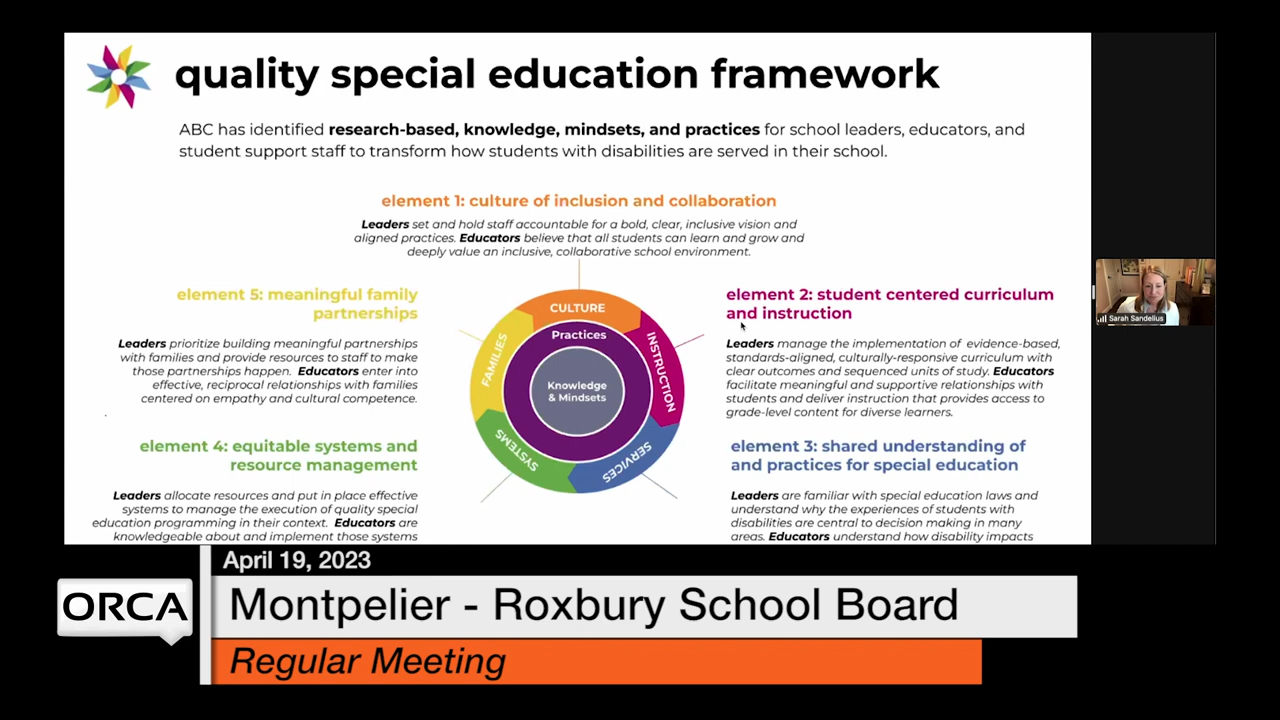 quality special education framework
ABC has identified research-based, knowledge, mindsets, and practices for school leaders, educators, and
student support staff to transform how students with disabilities are served in their school.
element 1: culture of inclusion and collaboration
Leaders set and hold staff accountable for a bold, clear, inclusive vision and
aligned practices. Educators believe that all students can learn and grow and
deeply value an inclusive, collaborative school environment.
element 5: meaningful family
partnerships
Leaders prioritize building meaningful partnerships
with families and provide resources to staff to make
those partnerships happen. Educators enter into
effective, reciprocal relationships with families
centered on empathy and cultural competence.
element 4: equitable systems and
resource management
Leaders allocate resources and put in place effective
systems to manage the execution of quality special
education programming in their context. Educators are
knowledgeable about and implement those systems
CULTURE
INSTRUCTION
SERVICES
SYSTEMS
FAMILIES
Practices
Knowledge
& Mindsets
element 2: student centered curriculum
and instruction
Leaders manage the implementation of evidence-based,
standards-aligned, culturally-responsive curriculum with
clear outcomes and sequenced units of study. Educators
facilitate meaningful and supportive relationships with
students and deliver instruction that provides access to
grade-level content for diverse learners.
element 3: shared understanding of
and practices for special education
Leaders are familiar with special education laws and
understand why the experiences of students with
disabilities are central to decision making in many
areas. Educators understand how disability impacts
Sarah Sandelius
April 19, 2023
ORCA
Montpelier - Roxbury School Board
Regular Meeting